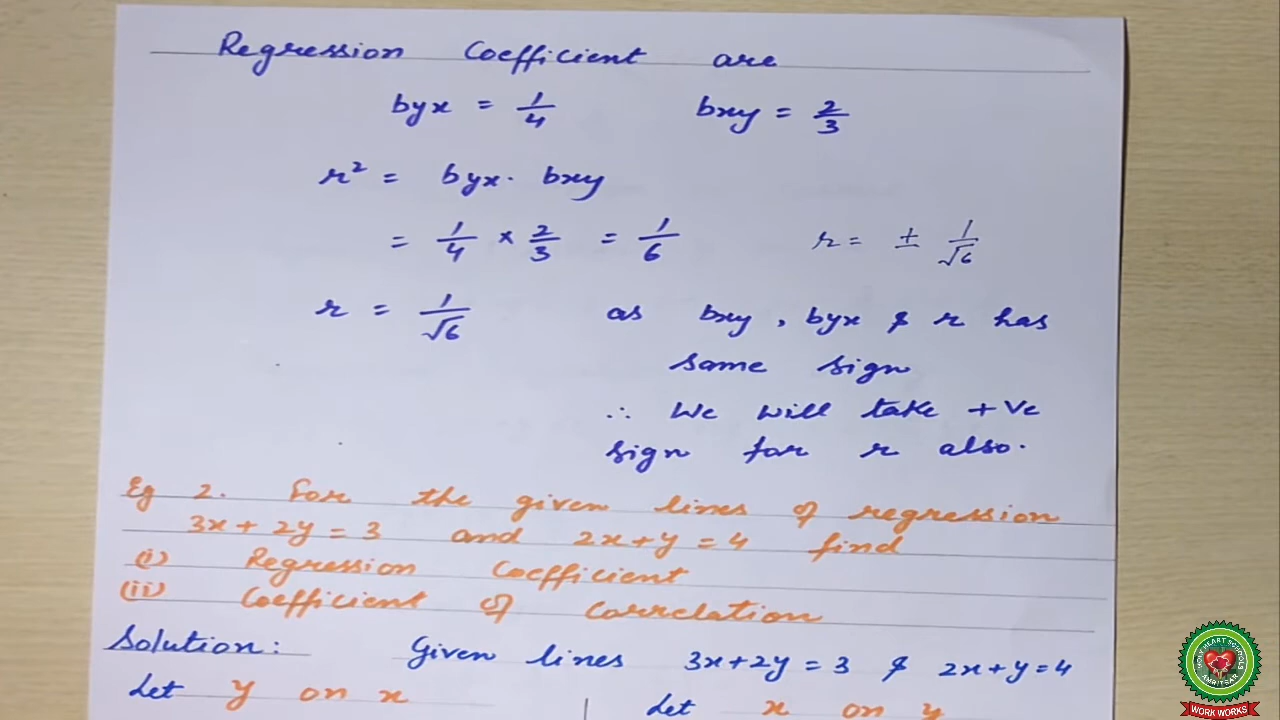 Regression Coefficient are
byx = 1/4 bxy = 2/3
r² = byx · bxy
= 1/4 × 2/3 = 1/6 r = ± 1/√6
r = 1/√6 as bxy, byx & r has
same sign
∴ We will take +ve
sign for r also.
Eg 2. For the given lines of regression
3x + 2y = 3 and 2x + y = 4 find
(i) Regression Coefficient
(ii) Coefficient of Correlation
Solution: Given lines 3x + 2y = 3 & 2x + y = 4
Let y on x Let x on y
AMRITSAR
WORK WORKS